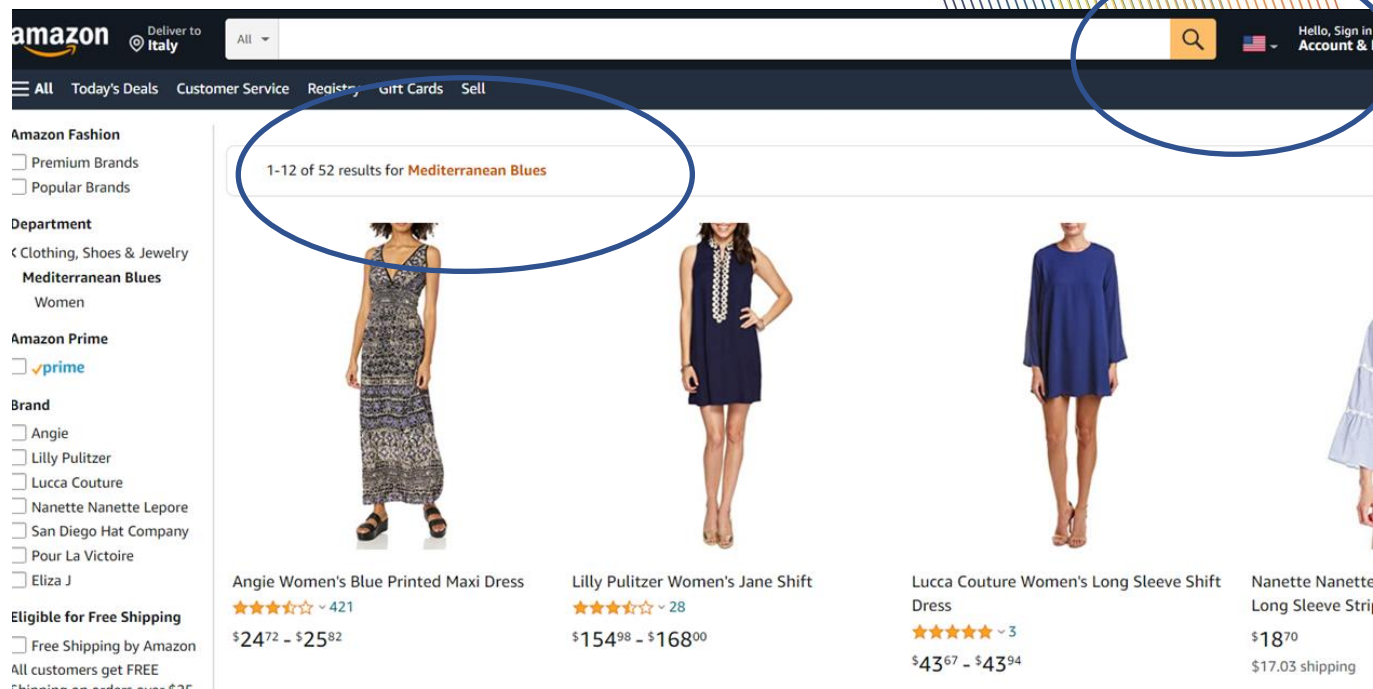 amazon
Deliver to
Italy
All
Hello, Sign in
Account &
All Today's Deals Customer Service Registry Gift Cards Sell
Amazon Fashion
Premium Brands
Popular Brands
Department
Clothing, Shoes & Jewelry
Mediterranean Blues
Women
Amazon Prime
prime
Brand
Angie
Lilly Pulitzer
Lucca Couture
Nanette Nanette Lepore
San Diego Hat Company
Pour La Victoire
Eliza J
Eligible for Free Shipping
Free Shipping by Amazon
All customers get FREE
Shipping on orders over $25
1-12 of 52 results for Mediterranean Blues
Angie Women's Blue Printed Maxi Dress
421
$24.72 - $25.82
Lilly Pulitzer Women's Jane Shift
28
$154.98 - $168.00
Lucca Couture Women's Long Sleeve Shift
Dress
3
$43.67 - $43.94
Nanette Nanette
Long Sleeve
$18.70
$17.03 shipping